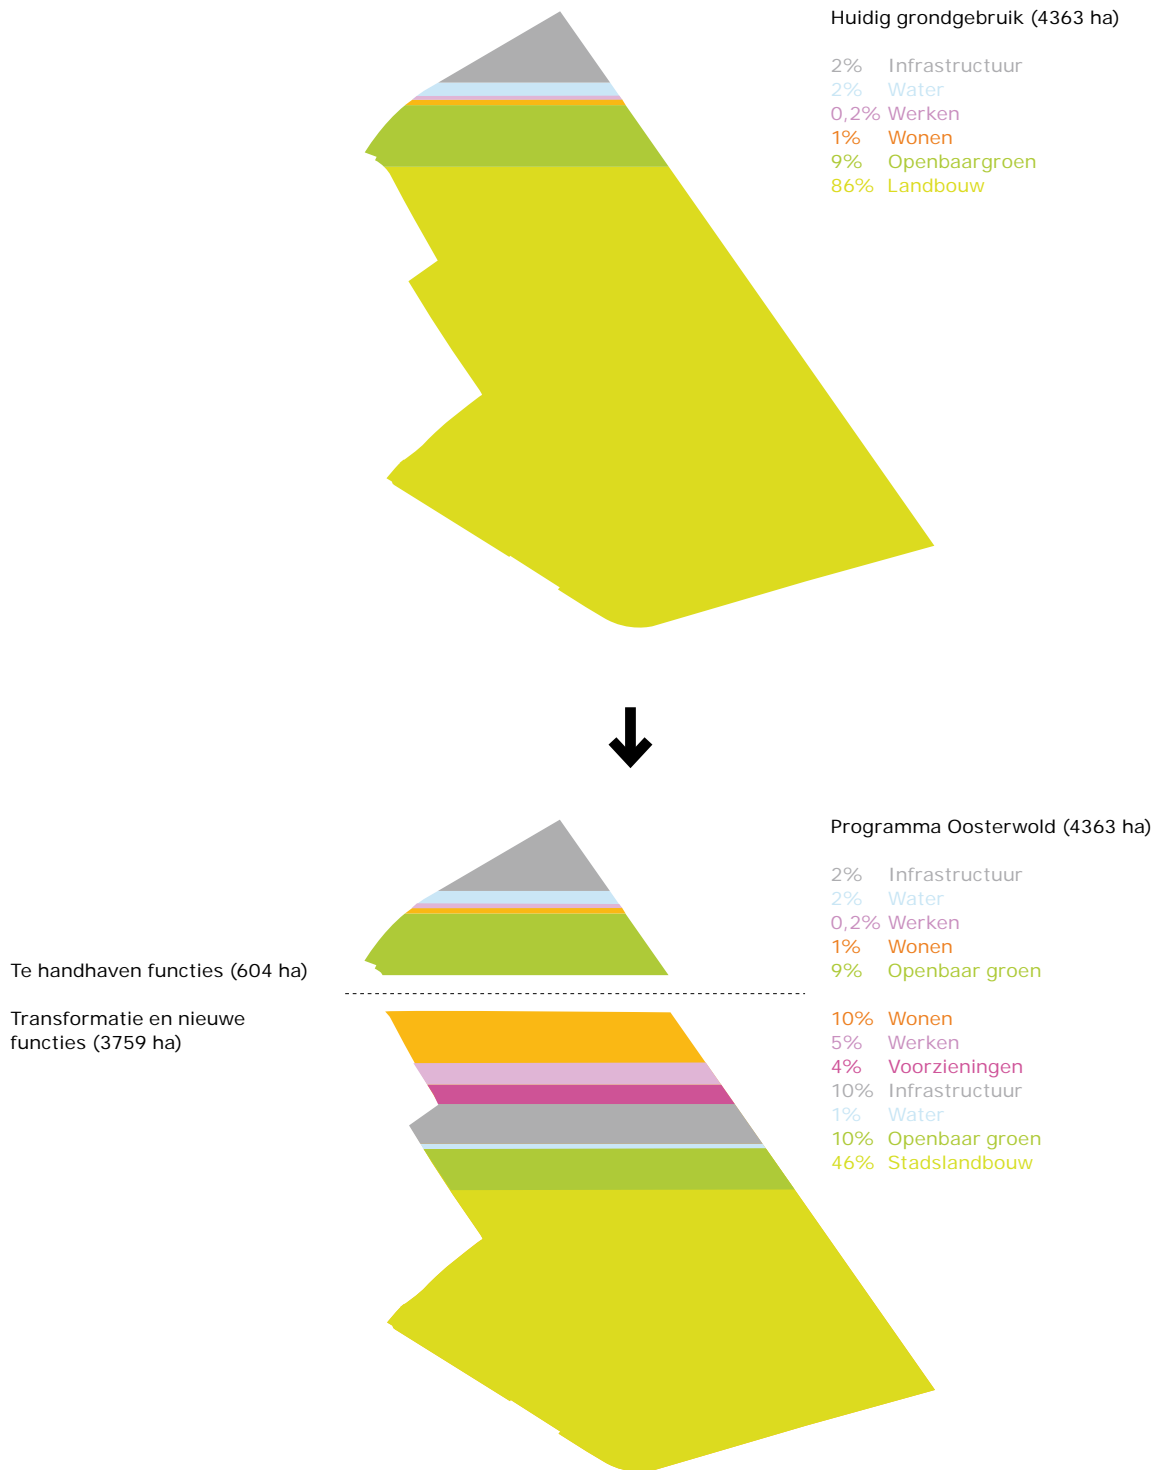 Huidig grondgebruik (4363 ha)
2% Infrastructuur
2% Water
0,2% Werken
1% Wonen
9% Openbaargroen
86% Landbouw
Programma Oosterwold (4363 ha)
2% Infrastructuur
2% Water
0,2% Werken
1% Wonen
9% Openbaar groen
Te handhaven functies (604 ha)
Transformatie en nieuwe
functies (3759 ha)
10% Wonen
5% Werken
4% Voorzieningen
10% Infrastructuur
1% Water
10% Openbaar groen
46% Stadslandbouw